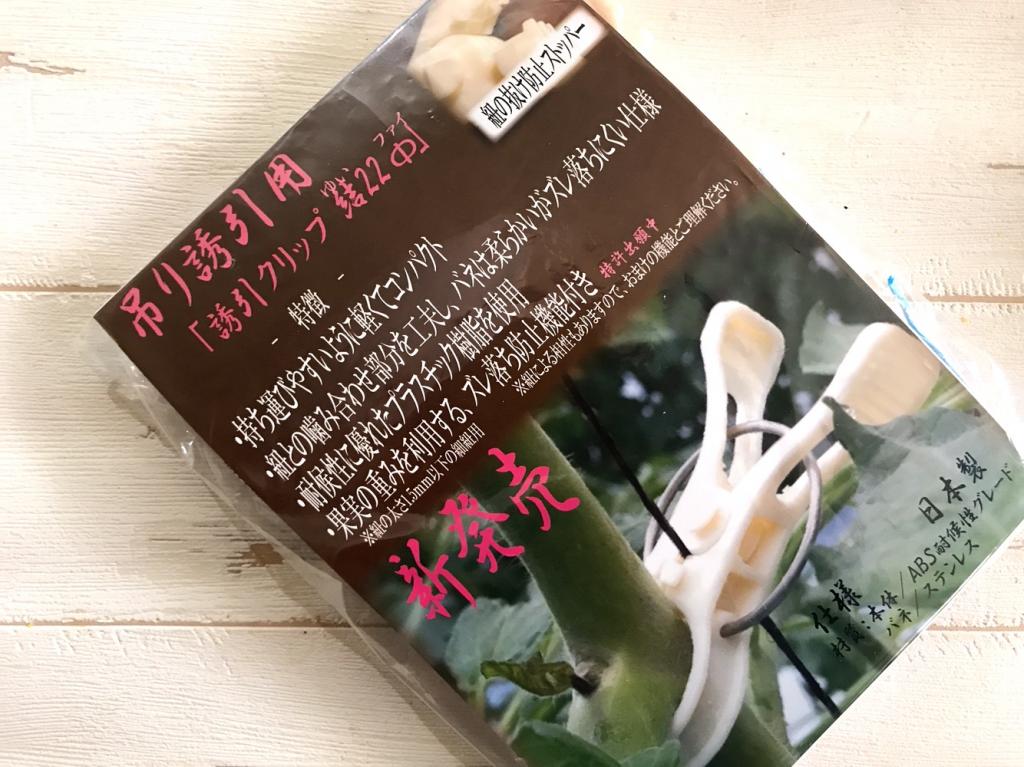 紐の抜け防止ストッパー
吊り誘引用
ゆい ファイ
「誘引クリップ 結22中」
- 特徴 -
・持ち運びやすいように軽くてコンパクト
・紐との噛み合わせ部分を工夫し、バネは柔らかいがズレ落ちにくい仕様
・耐候性に優れたプラスチック樹脂を使用
・果実の重みを利用する、ズレ落ち防止機能付き 特許出願中
※紐による相性もありますので、おまけの機能とご理解ください。
※紐の太さ1.5mm以下の細紐用
新発売
日本製
仕様
材質：本体/ABS耐候性グレード
バネ/ステンレス